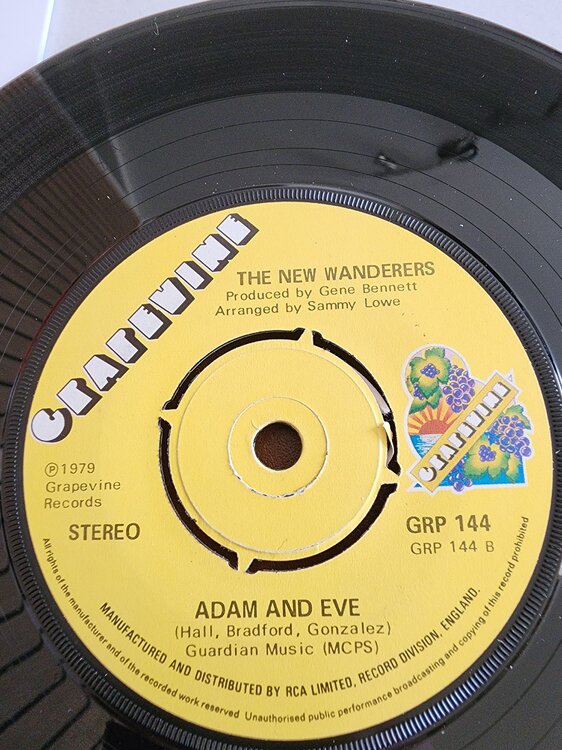 GRAPEVINE
THE NEW WANDERERS
Produced by Gene Bennett
Arranged by Sammy Lowe
GRAPEVINE
℗1979
Grapevine
Records
STEREO
GRP 144
GRP 144 B
ADAM AND EVE
(Hall, Bradford, Gonzalez)
Guardian Music (MCPS)
MANUFACTURED AND DISTRIBUTED BY RCA LIMITED, RECORD DIVISION, ENGLAND.
All rights of the manufacturer and of the owner of the recorded work reserved Unauthorised public performance broadcasting and copying of this record prohibited